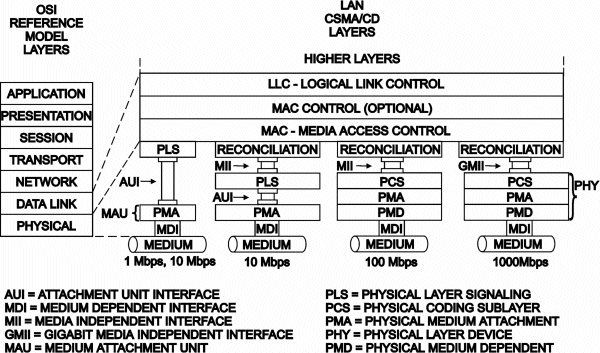 OSI
REFERENCE
MODEL
LAYERS
LAN
CSMA/CD
LAYERS
HIGHER LAYERS
APPLICATION
PRESENTATION
SESSION
TRANSPORT
NETWORK
DATA LINK
PHYSICAL
LLC - LOGICAL LINK CONTROL
MAC CONTROL (OPTIONAL)
MAC - MEDIA ACCESS CONTROL
PLS
AUI
MAU
PMA
MDI
MEDIUM
1 Mbps, 10 Mbps
RECONCILIATION
MII
PLS
AUI
PMA
MDI
MEDIUM
10 Mbps
RECONCILIATION
MII
PCS
PMA
PMD
MDI
MEDIUM
100 Mbps
RECONCILIATION
GMII
PCS
PMA
PMD
PHY
MDI
MEDIUM
1000Mbps
AUI = ATTACHMENT UNIT INTERFACE
MDI = MEDIUM DEPENDENT INTERFACE
MII = MEDIA INDEPENDENT INTERFACE
GMII = GIGABIT MEDIA INDEPENDENT INTERFACE
MAU = MEDIUM ATTACHMENT UNIT
PLS = PHYSICAL LAYER SIGNALING
PCS = PHYSICAL CODING SUBLAYER
PMA = PHYSICAL MEDIUM ATTACHMENT
PHY = PHYSICAL LAYER DEVICE
PMD = PHYSICAL MEDIUM DEPENDENT